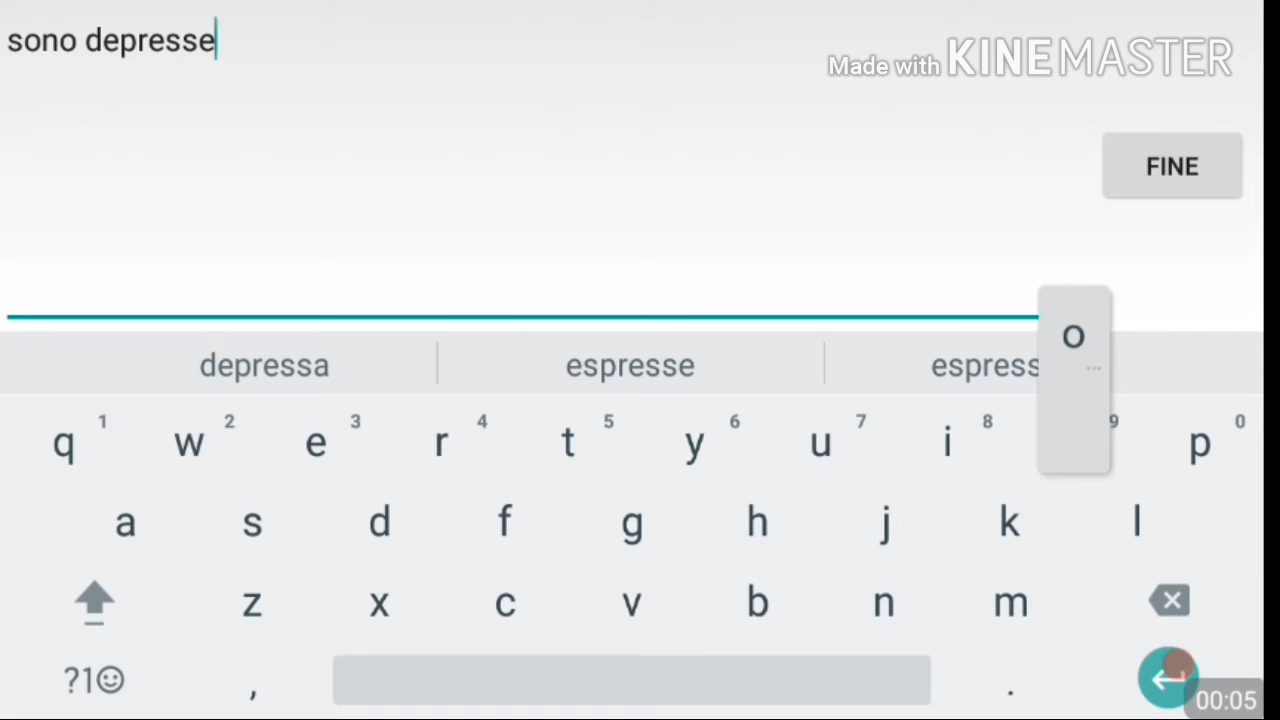 sono depresse
Made with KINEMASTER
FINE
o
...
depressa espresse espress
1 2 3 4 5 6 7 8 9 0
q w e r t y u i p
a s d f g h j k l
z x c v b n m
?1☺ , .
00:05